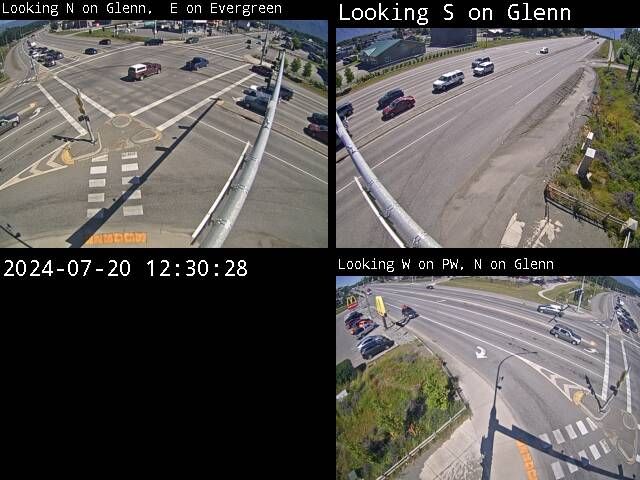 Looking N on Glenn,  E on Evergreen
Looking S on Glenn
2024-07-20 12:30:28
Looking W on PW, N on Glenn